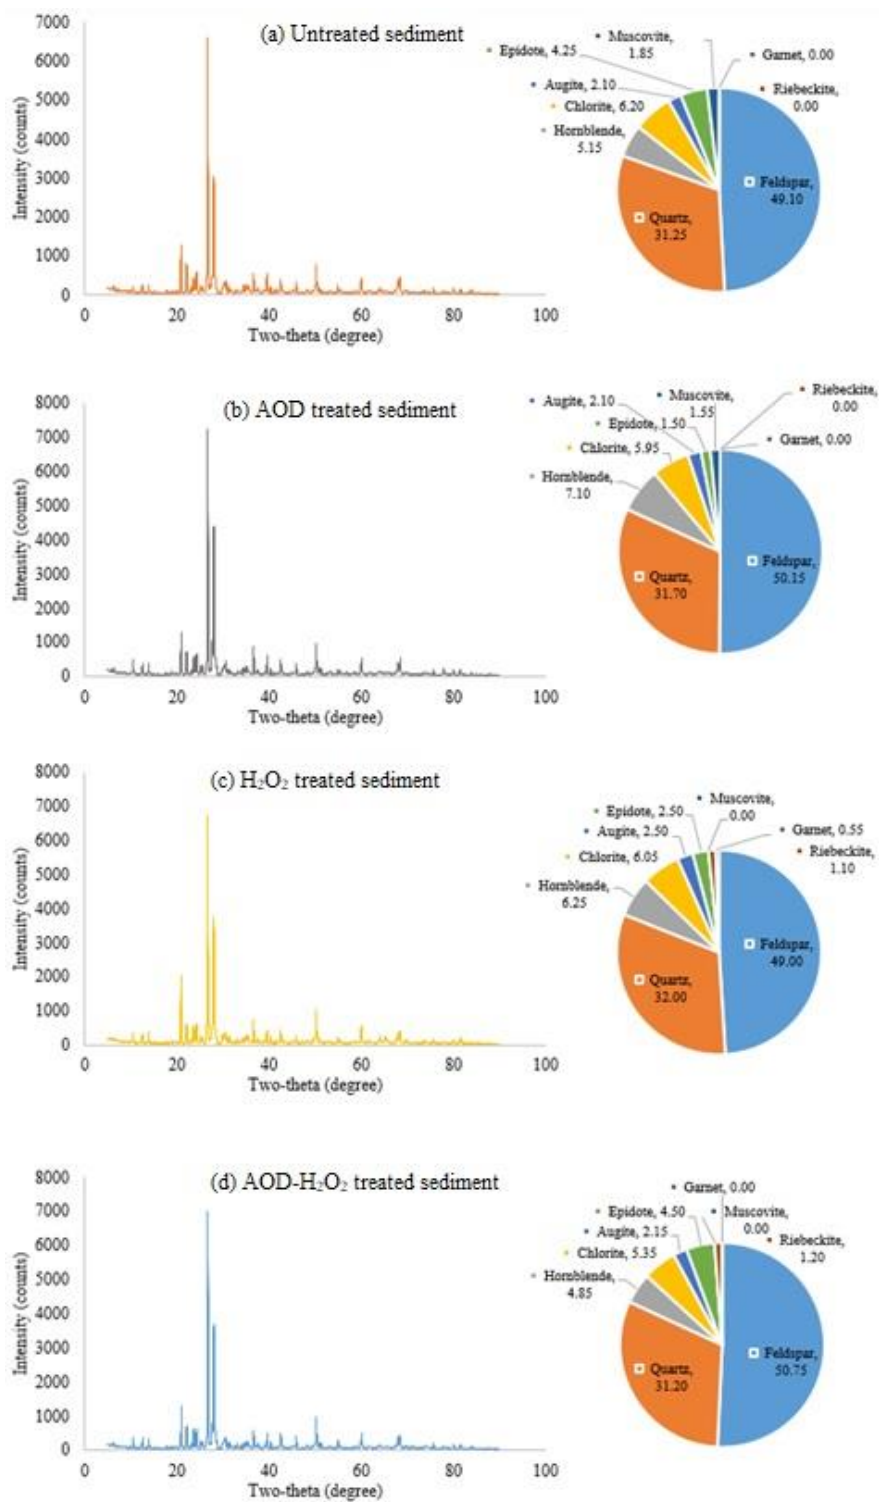 (a) Untreated sediment
7000
6000
5000
4000
3000
2000
1000
0
Intensity (counts)
0 20 40 60 80 100
Two-theta (degree)
Muscovite,
1.85
Epidote, 4.25
Garnet, 0.00
Augite, 2.10
Riebeckite,
0.00
Chlorite, 6.20
Hornblende,
5.15
Feldspar,
49.10
Quartz,
31.25
(b) AOD treated sediment
8000
7000
6000
5000
4000
3000
2000
1000
0
Intensity (counts)
0 20 40 60 80 100
Two-theta (degree)
Riebeckite,
0.00
Augite, 2.10
Muscovite,
1.55
Epidote, 1.50
Garnet, 0.00
Chlorite, 5.95
Hornblende,
7.10
Feldspar,
50.15
Quartz,
31.70
(c) H₂O₂ treated sediment
8000
7000
6000
5000
4000
3000
2000
1000
0
Intensity (counts)
0 20 40 60 80 100
Two-theta (degree)
Muscovite,
0.00
Epidote, 2.50
Augite, 2.50
Garnet, 0.55
Chlorite, 6.05
Riebeckite,
1.10
Hornblende,
6.25
Feldspar,
49.00
Quartz,
32.00
(d) AOD-H₂O₂ treated sediment
8000
7000
6000
5000
4000
3000
2000
1000
0
Intensity (counts)
0 20 40 60 80 100
Two-theta (degree)
Garnet, 0.00
Epidote, 4.50
Muscovite,
0.00
Augite, 2.15
Riebeckite,
1.20
Chlorite, 5.35
Hornblende,
4.85
Feldspar,
50.75
Quartz,
31.20